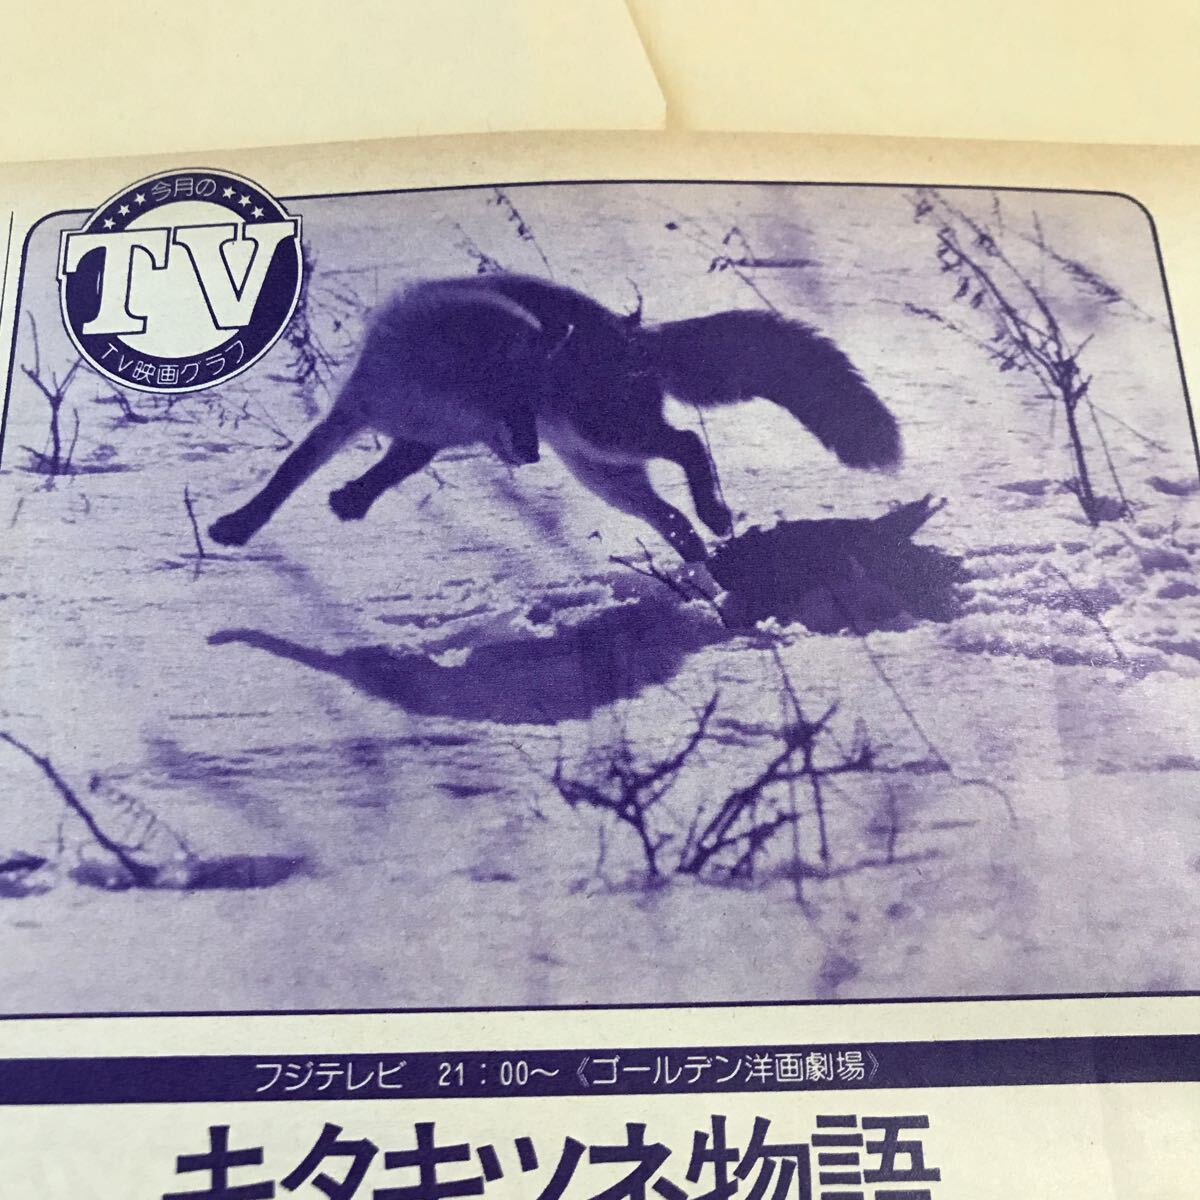 今月の
TV
TV映画グラフ
フジテレビ 21:00～《ゴールデン洋画劇場》
キタキツネ物語